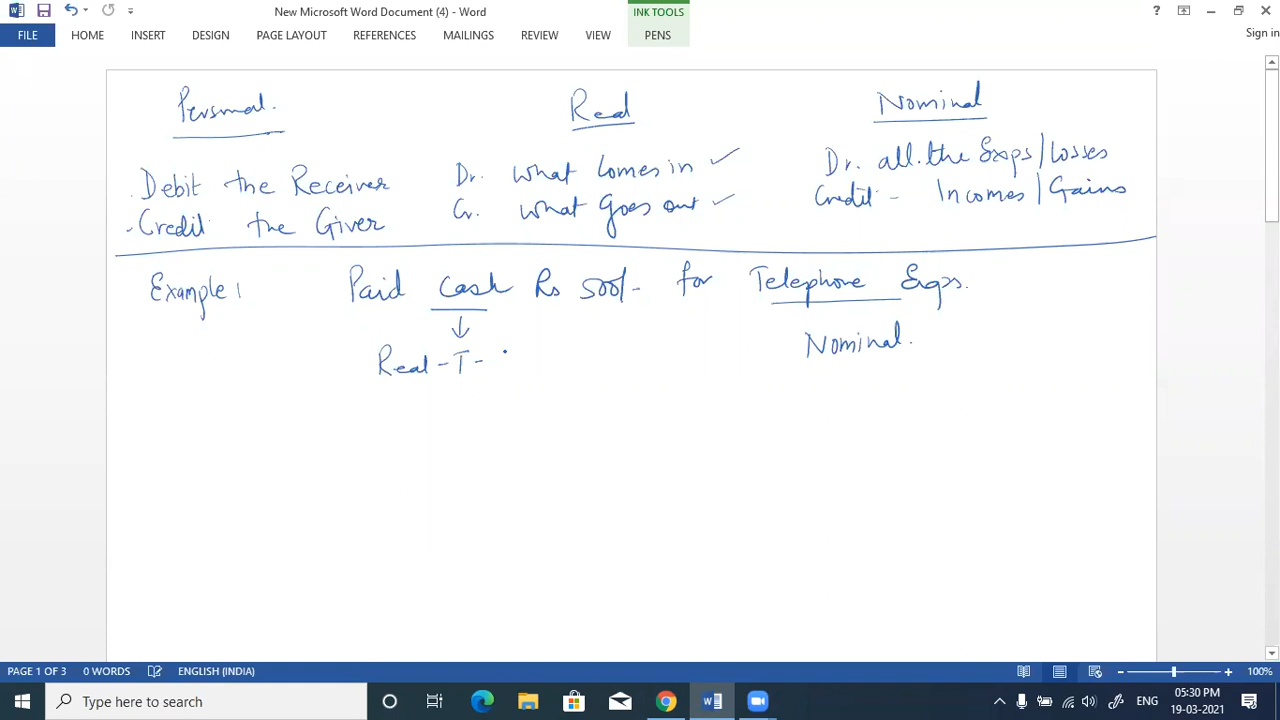 New Microsoft Word Document (4) - Word
INK TOOLS
Sign in
FILE HOME INSERT DESIGN PAGE LAYOUT REFERENCES MAILINGS REVIEW VIEW PENS
Personal. Real Nominal
Debit the Receiver
Credit the Giver
Dr. what comes in ✓
Cr. what Goes out ✓
Dr. all the Exps/Losses
Credit - Incomes/Gains
Example 1 Paid cash Rs 500/- for Telephone Exps.
↓
Real - T - Nominal.
PAGE 1 OF 3 0 WORDS ENGLISH (INDIA) 100%
Type here to search
ENG
05:30 PM
19-03-2021